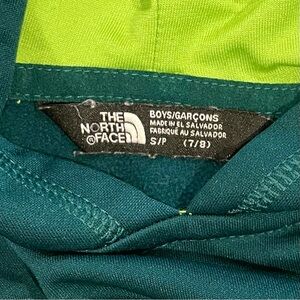 THE
NORTH
FACE®
BOYS/GARÇONS
MADE IN EL SALVADOR
FABRIQUÉ AU SALVADOR
S/P (7/8)